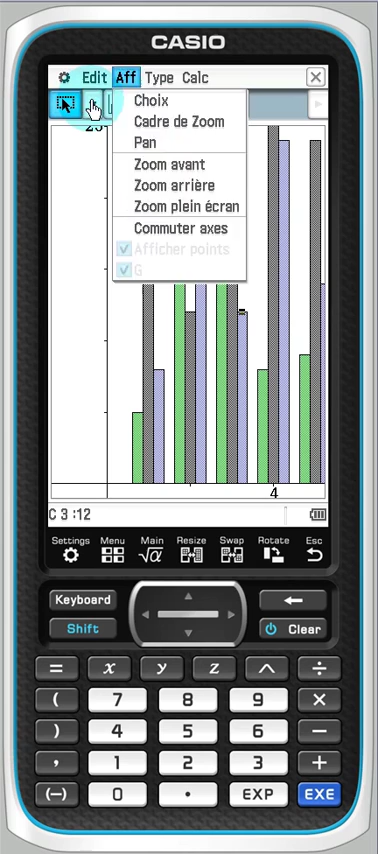 CASIO
Edit Aff Type Calc
Choix
Cadre de Zoom
Pan
Zoom avant
Zoom arrière
Zoom plein écran
Commuter axes
Afficher points
G
25
4
C 3 :12
Settings Menu Main Resize Swap Rotate Esc
√α
Keyboard
Shift Clear
= x y z ^ ÷
( 7 8 9 ×
) 4 5 6 −
, 1 2 3 +
(−) 0 . EXP EXE